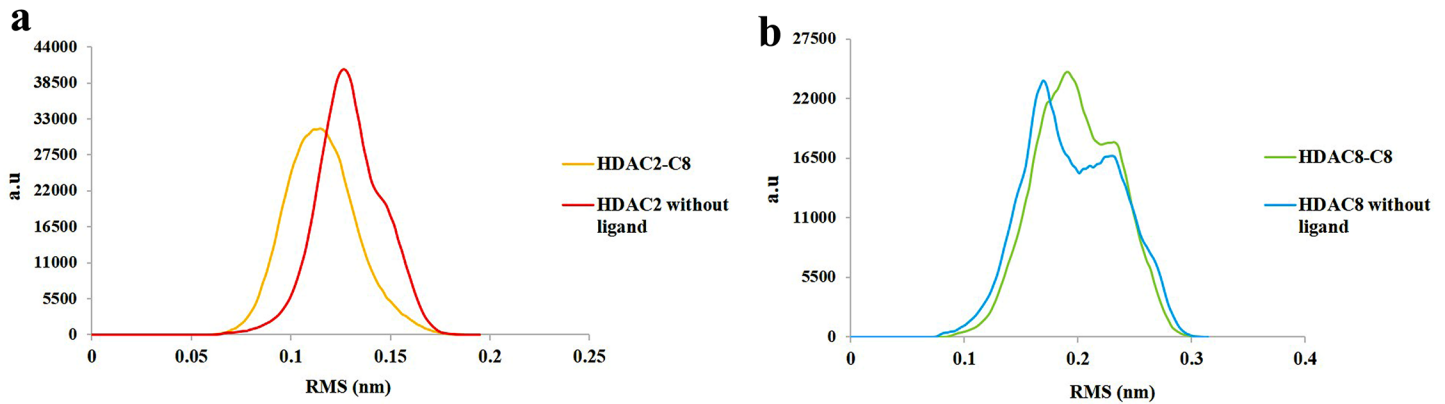 a
44000
38500
33000
27500
22000
16500
11000
5500
0
a.u
0
0.05
0.1
0.15
0.2
0.25
RMS (nm)
HDAC2-C8
HDAC2 without
ligand
b
27500
22000
16500
11000
5500
0
a.u
0
0.1
0.2
0.3
0.4
RMS (nm)
HDAC8-C8
HDAC8 without
ligand